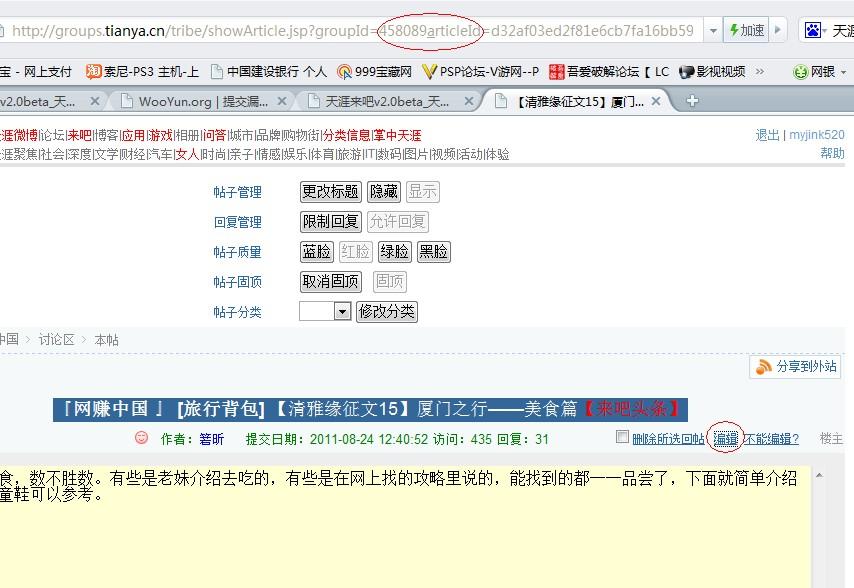 http://groups.tianya.cn/tribe/showArticle.jsp?groupId=458089articleId=d32af03ed2f81e6cb7fa16bb59 加速 天涯
宝 - 网上支付 索尼-PS3 主机-上 中国建设银行 个人 999宝藏网 PSP论坛-V游网--P 吾爱破解论坛【 LC 影视视频 » 网银
v2.0beta_天... WooYun.org | 提交漏... 天涯来吧v2.0beta_天... 【清雅缘征文15】厦门...
涯微博|论坛|来吧|博客|应用|游戏|相册|问答|城市|品牌|购物街|分类信息|掌中天涯 退出 | myjink520
涯聚焦|社会|深度|文学|财经|汽车|女人|时尚|亲子|情感|娱乐|体育|旅游|IT|数码|图片|视频|活动|体验 帮助
帖子管理 更改标题 隐藏 显示
回复管理 限制回复 允许回复
帖子质量 蓝脸 红脸 绿脸 黑脸
帖子固顶 取消固顶 固顶
帖子分类 修改分类
中国 > 讨论区 > 本帖
分享到外站
『网赚中国 』 [旅行背包] 【清雅缘征文15】厦门之行——美食篇【来吧头条】
作者：箬昕 提交日期：2011-08-24 12:40:52 访问：435 回复：31 删除所选回帖 编辑 不能编辑? 楼主
食，数不胜数。有些是老妹介绍去吃的，有些是在网上找的攻略里说的，能找到的都一一品尝了，下面就简单介绍
童鞋可以参考。